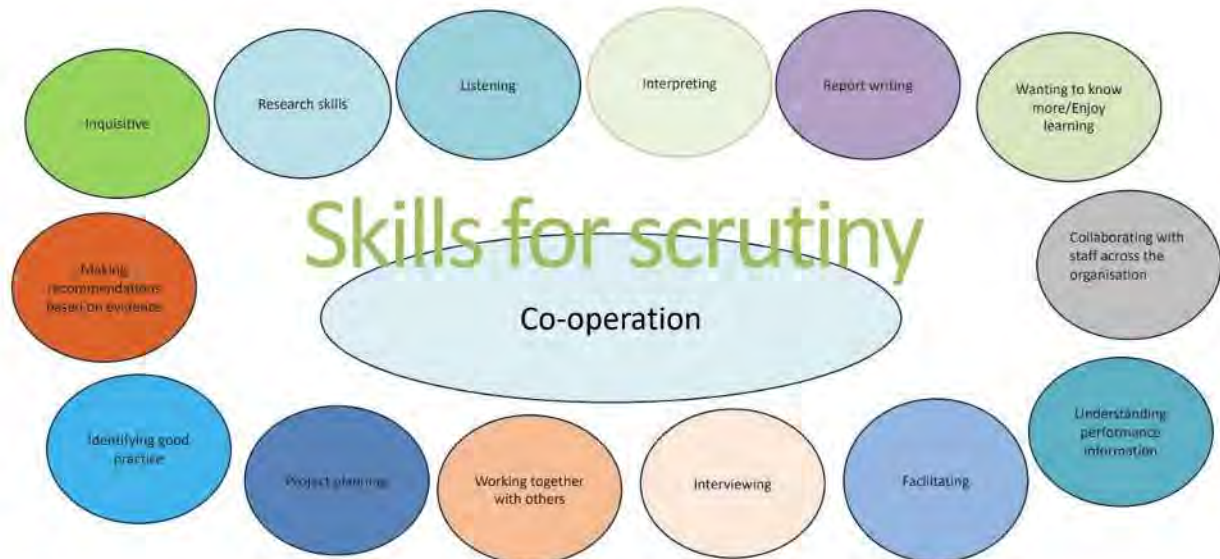 Inquisitive
Research skills
Listening
Interpreting
Report writing
Wanting to know
more/Enjoy
learning
Skills for scrutiny
Co-operation
Making
recommendations
based on evidence
Collaborating with
staff across the
organisation
Identifying good
practice
Project planning
Working together
with others
Interviewing
Facilitating
Understanding
performance
information